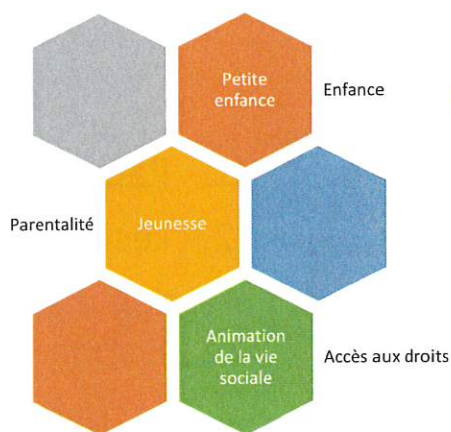 Petite
enfance
Enfance
Parentalité
Jeunesse
Animation
de la vie
sociale
Accès aux droits